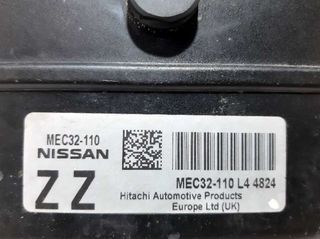 MEC32-110
NISSAN
ZZ
MEC32-110 L4 4824
Hitachi Automotive Products
Europe Ltd (UK)